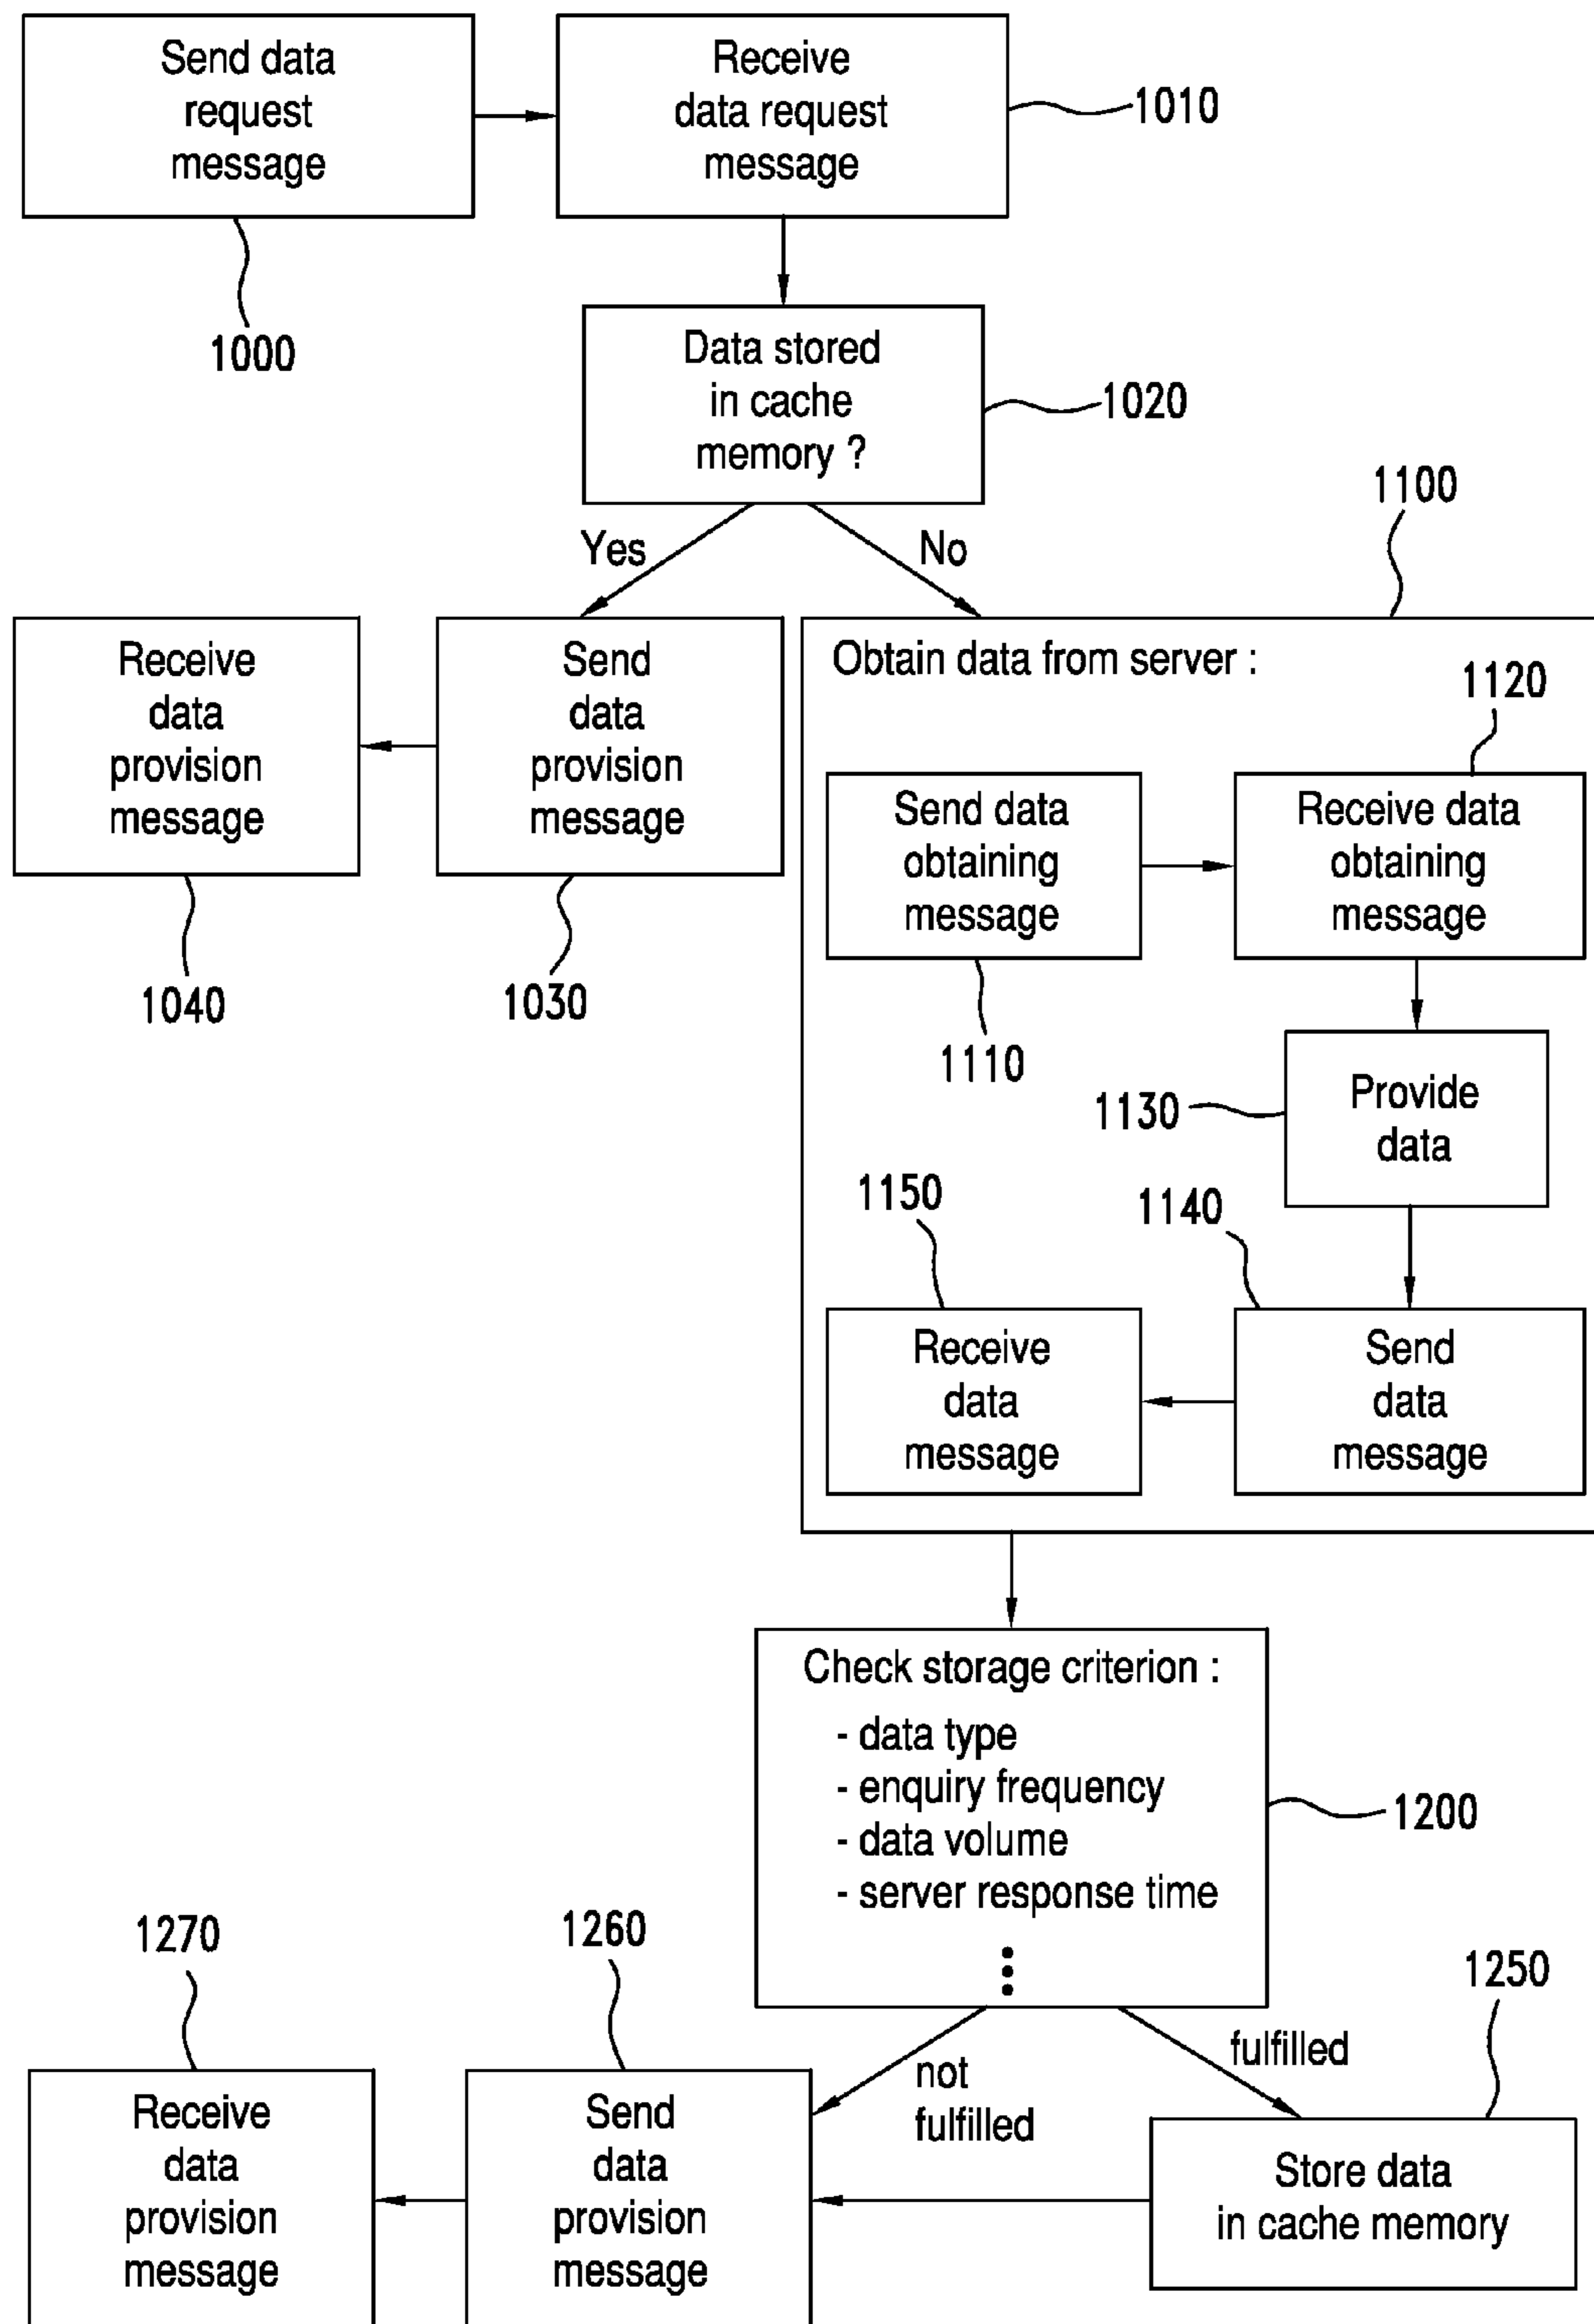 Send data
request
message
Receive
data request
message
1010
1000
Data stored
in cache
memory ?
1020
1100
Yes
No
Receive
data
provision
message
Send
data
provision
message
1040
1030
Obtain data from server :
1120
Send data
obtaining
message
Receive data
obtaining
message
1110
1130
Provide
data
1150
1140
Receive
data
message
Send
data
message
Check storage criterion :
- data type
- enquiry frequency
- data volume
- server response time
1200
1270
1260
1250
not
fulfilled
fulfilled
Receive
data
provision
message
Send
data
provision
message
Store data
in cache memory